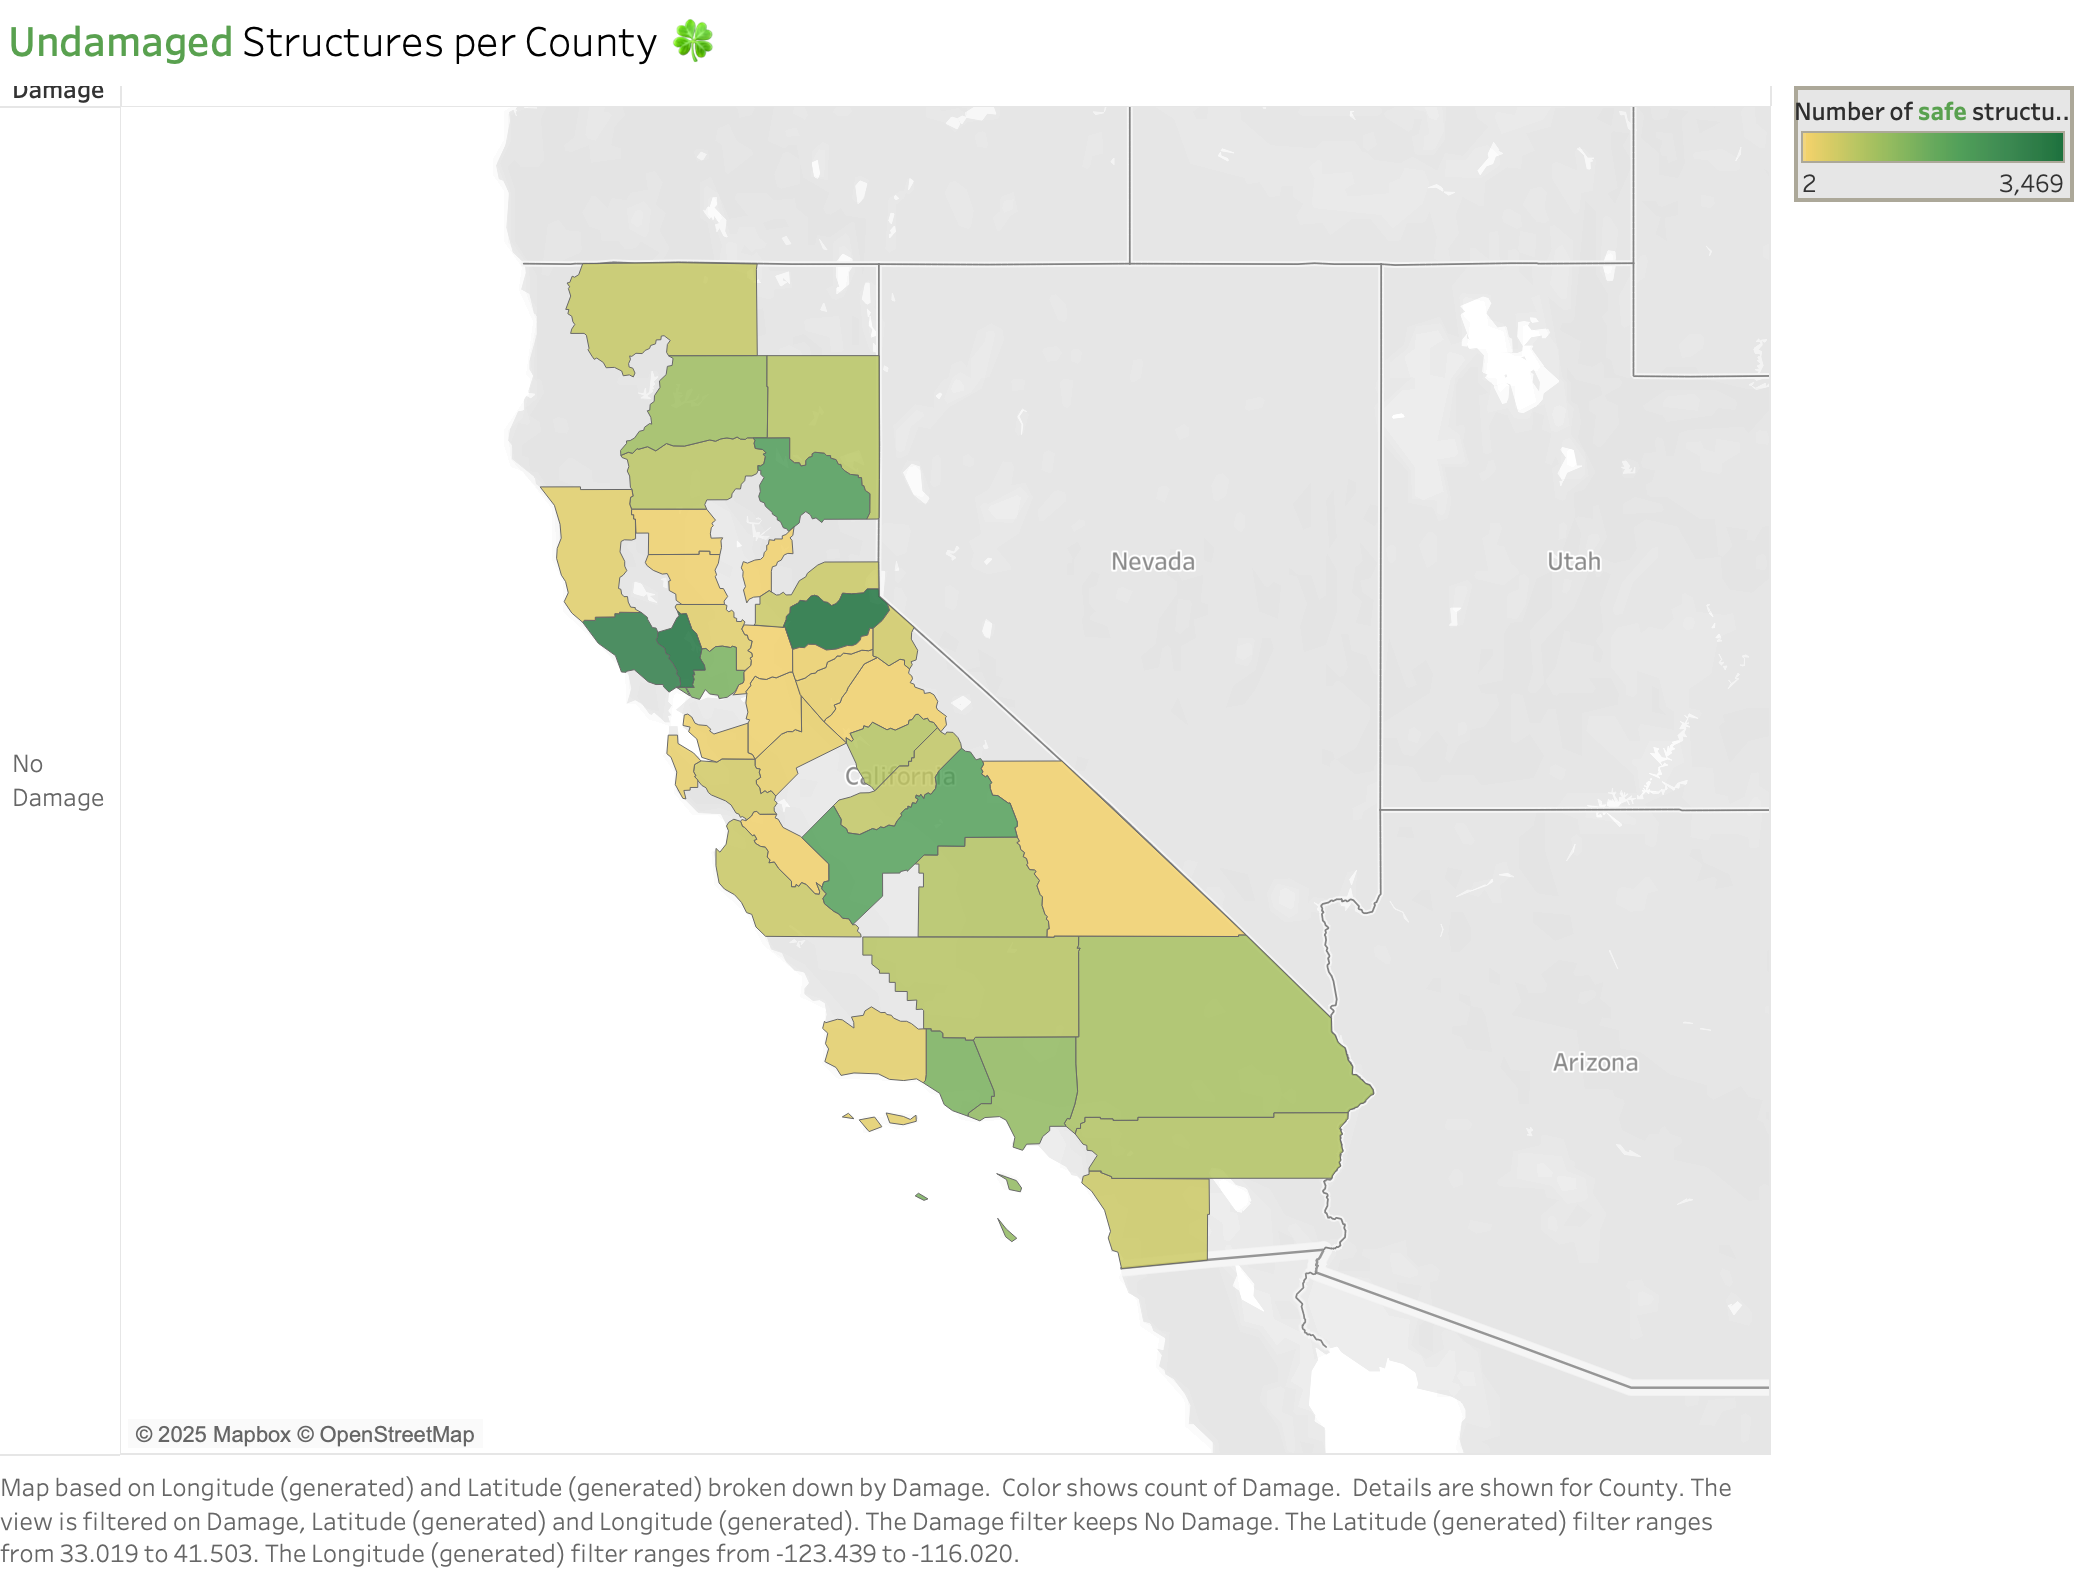 Undamaged Structures per County 🍀
Damage
Number of safe structu..
2 3,469
Nevada
Utah
No
Damage
California
Arizona
© 2025 Mapbox © OpenStreetMap
Map based on Longitude (generated) and Latitude (generated) broken down by Damage.  Color shows count of Damage.  Details are shown for County. The
view is filtered on Damage, Latitude (generated) and Longitude (generated). The Damage filter keeps No Damage. The Latitude (generated) filter ranges
from 33.019 to 41.503. The Longitude (generated) filter ranges from -123.439 to -116.020.